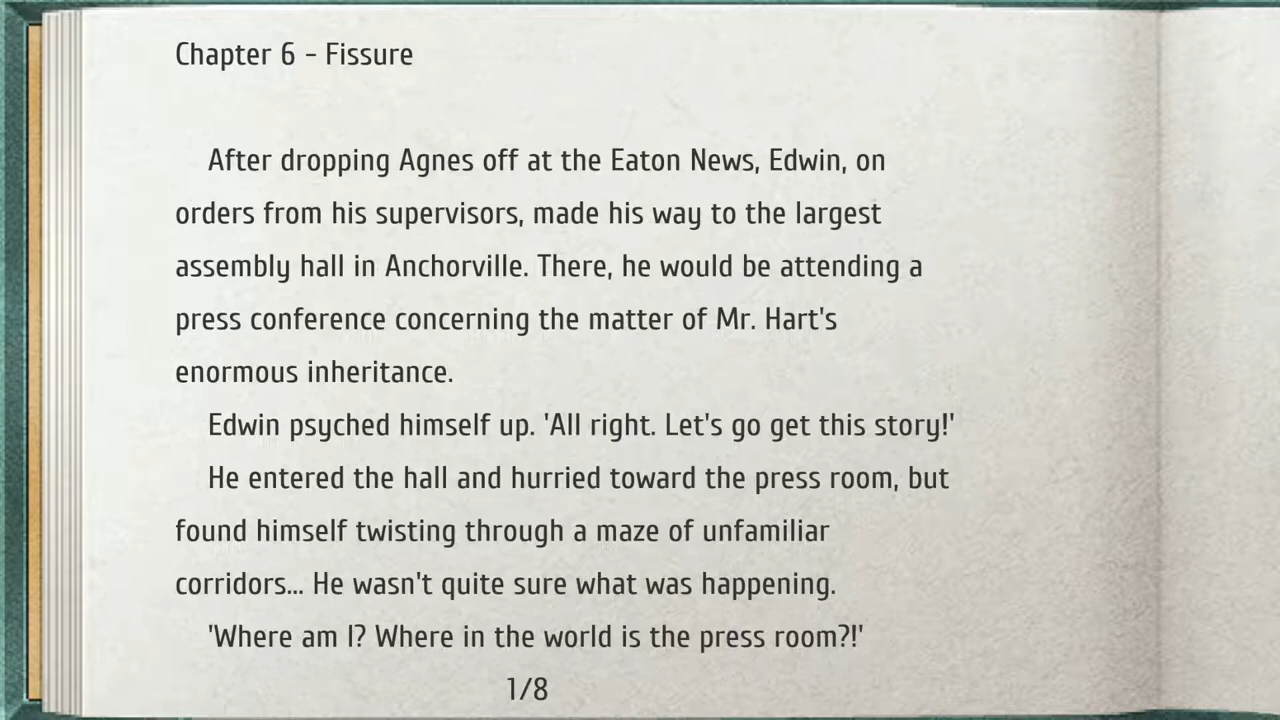 Chapter 6 - Fissure
After dropping Agnes off at the Eaton News, Edwin, on
orders from his supervisors, made his way to the largest
assembly hall in Anchorville. There, he would be attending a
press conference concerning the matter of Mr. Hart's
enormous inheritance.
Edwin psyched himself up. 'All right. Let's go get this story!'
He entered the hall and hurried toward the press room, but
found himself twisting through a maze of unfamiliar
corridors... He wasn't quite sure what was happening.
'Where am I? Where in the world is the press room?!'
1/8